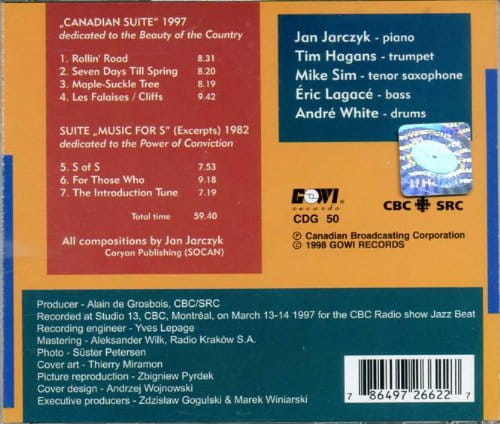 „CANADIAN SUITE" 1997
dedicated to the Beauty of the Country
1. Rollin' Road 8.31
2. Seven Days Till Spring 8.20
3. Maple-Suckle Tree 8.19
4. Les Falaises / Cliffs 9.42
SUITE „MUSIC FOR S" (Excerpts) 1982
dedicated to the Power of Conviction
5. S of S 7.53
6. For Those Who 9.18
7. The Introduction Tune 7.19
Total time 59.40
All compositions by Jan Jarczyk
Coryan Publishing (SOCAN)
Jan Jarczyk - piano
Tim Hagans - trumpet
Mike Sim - tenor saxophone
Éric Lagacé - bass
André White - drums
GOWI
records
CDG 50
CBC SRC
Ⓟ Canadian Broadcasting Corporation
© 1998 GOWI RECORDS
Producer - Alain de Grosbois, CBC/SRC
Recorded at Studio 13, CBC, Montréal, on March 13-14 1997 for the CBC Radio show Jazz Beat
Recording engineer - Yves Lepage
Mastering - Aleksander Wilk, Radio Kraków S.A.
Photo - Süster Petersen
Cover art - Thierry Miramon
Picture reproduction - Zbigniew Pyrdek
Cover design - Andrzej Wojnowski
Executive producers - Zdzisław Gogulski & Marek Winiarski
7 86497 26622 7